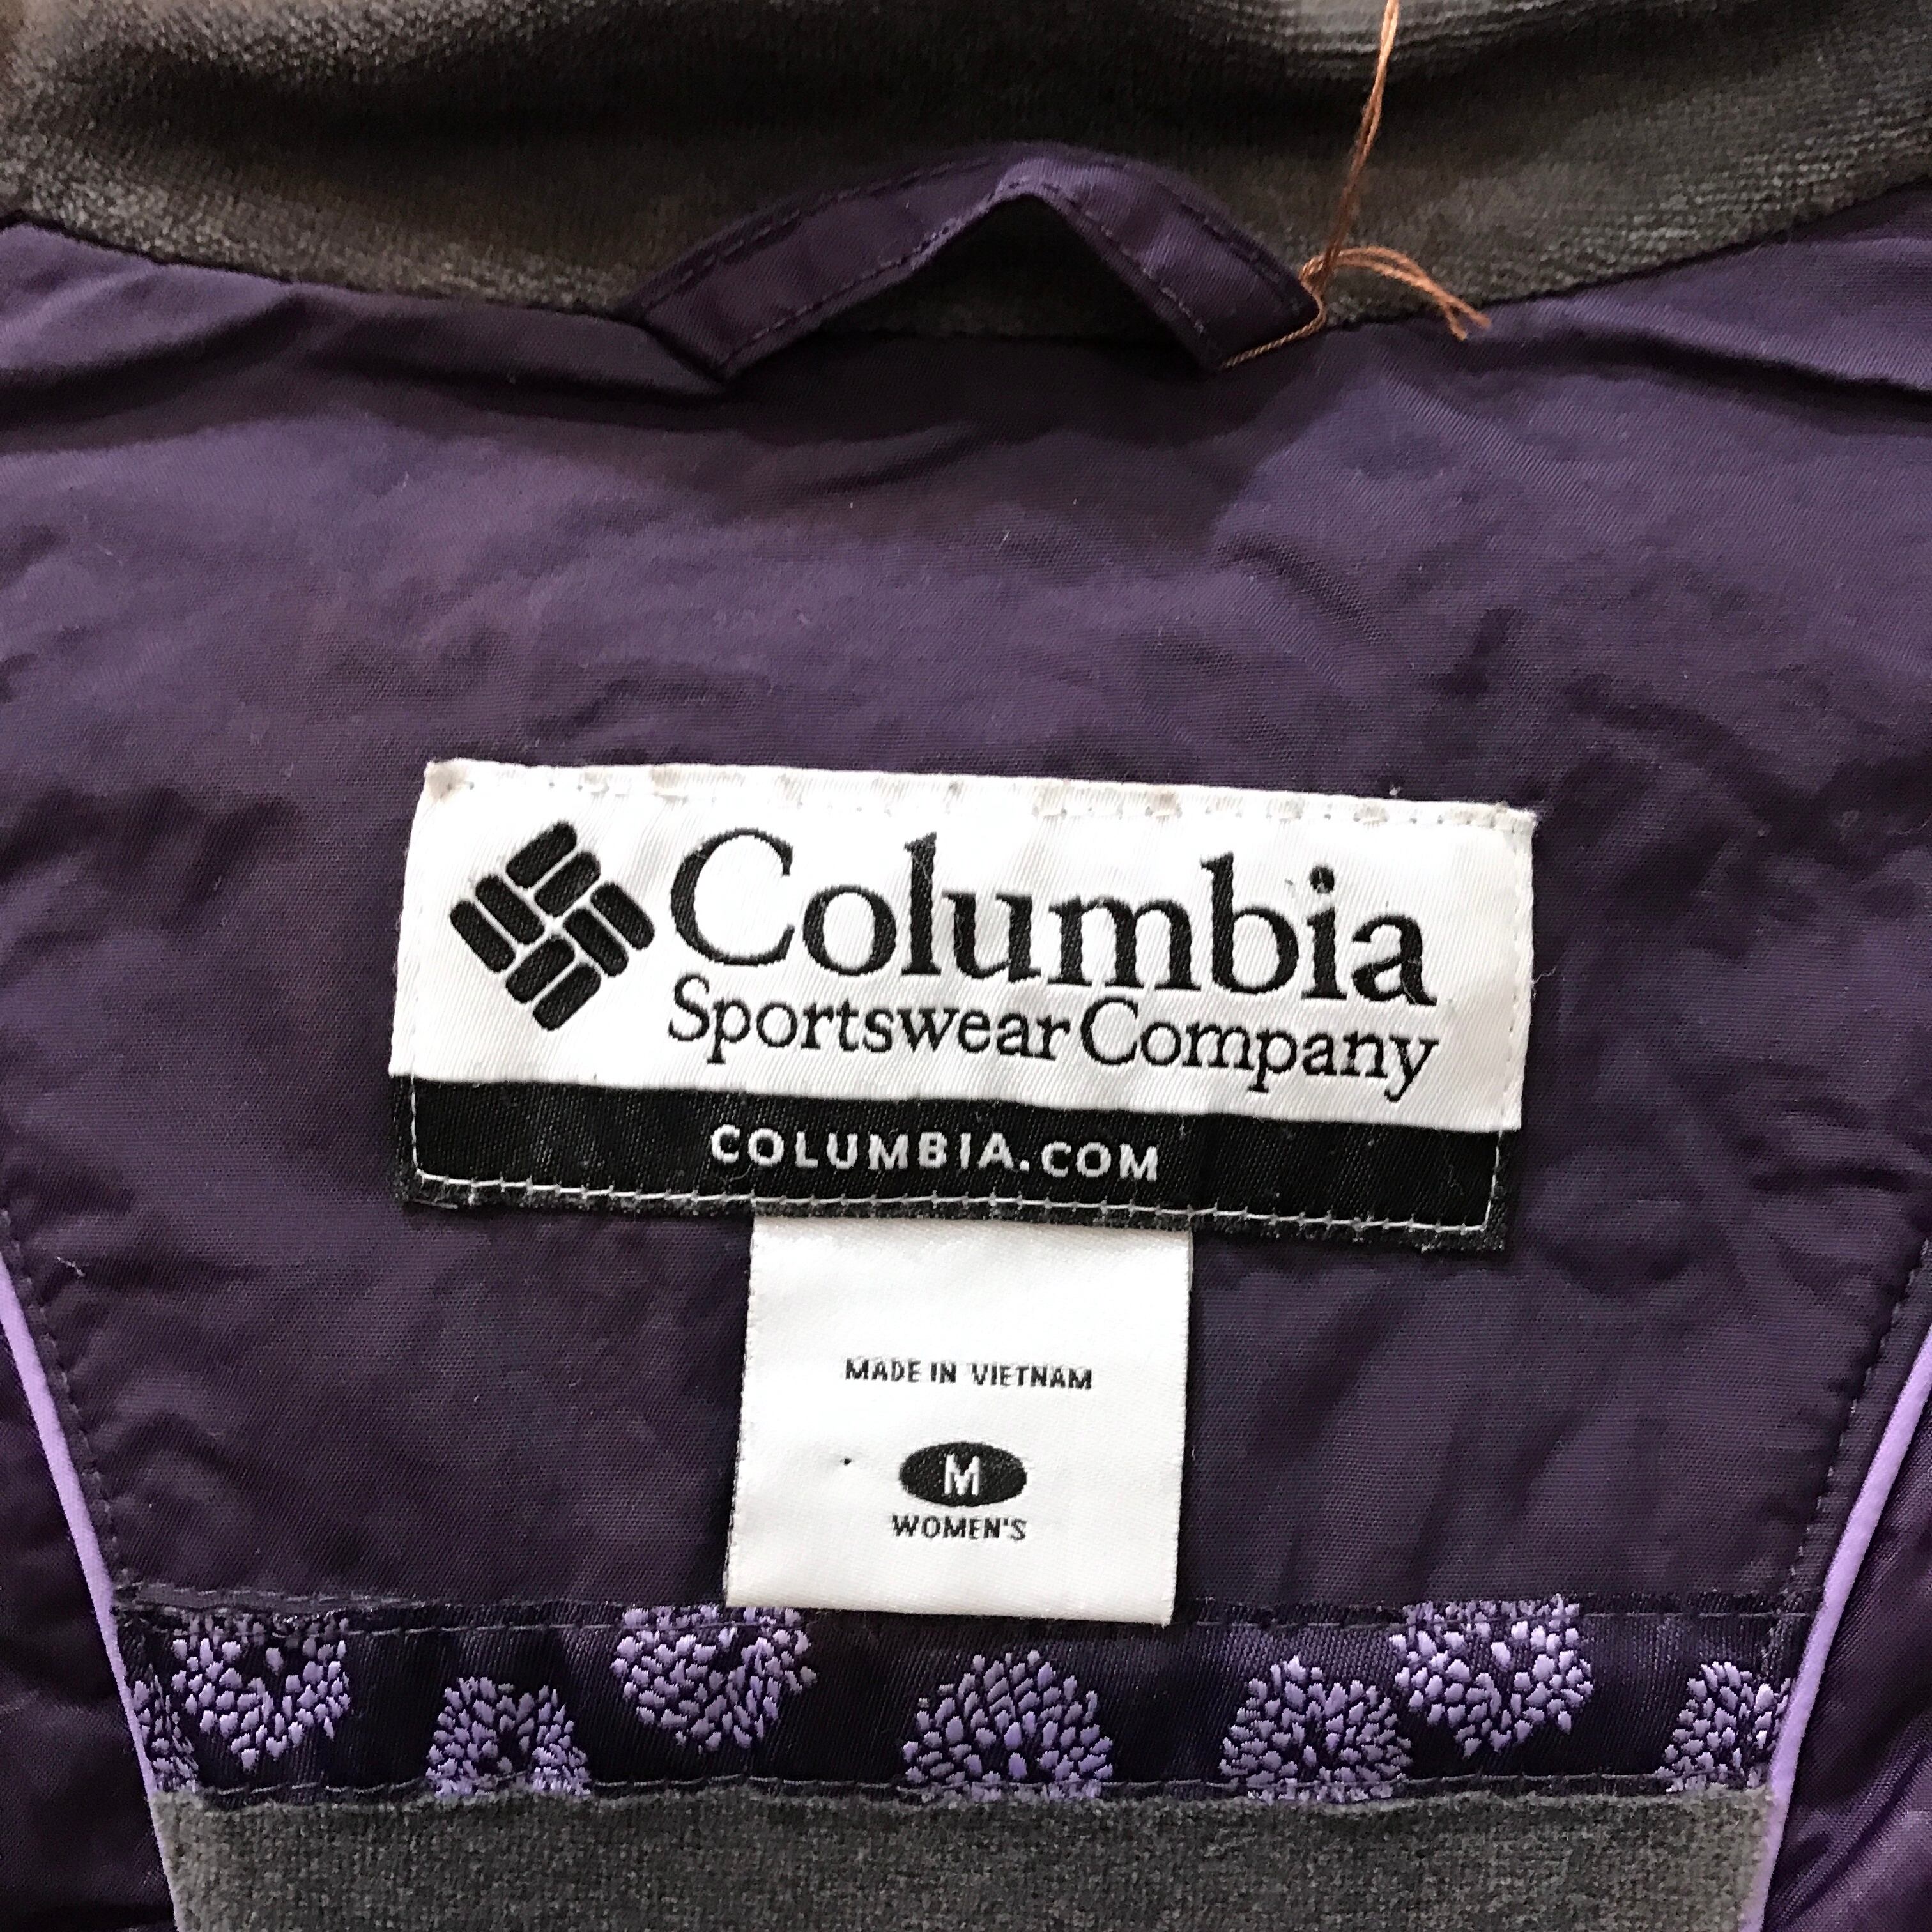 Columbia
Sportswear Company
COLUMBIA.COM
MADE IN VIETNAM
M
WOMEN'S